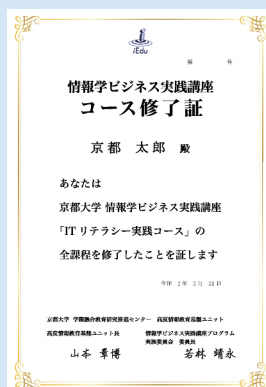 iEdu
第 号
情報学ビジネス実践講座
コース修了証
京都 太郎 殿
あなたは
京都大学 情報学ビジネス実践講座
「ITリテラシー実践コース」の
全課程を修了したことを証します
令和 2年 2月 28日
京都大学 学際融合教育研究推進センター 高度情報教育基盤ユニット
高度情報教育基盤ユニット長 情報学ビジネス実践講座プログラム
実践委員会 委員長
山本 章博 若林 靖永